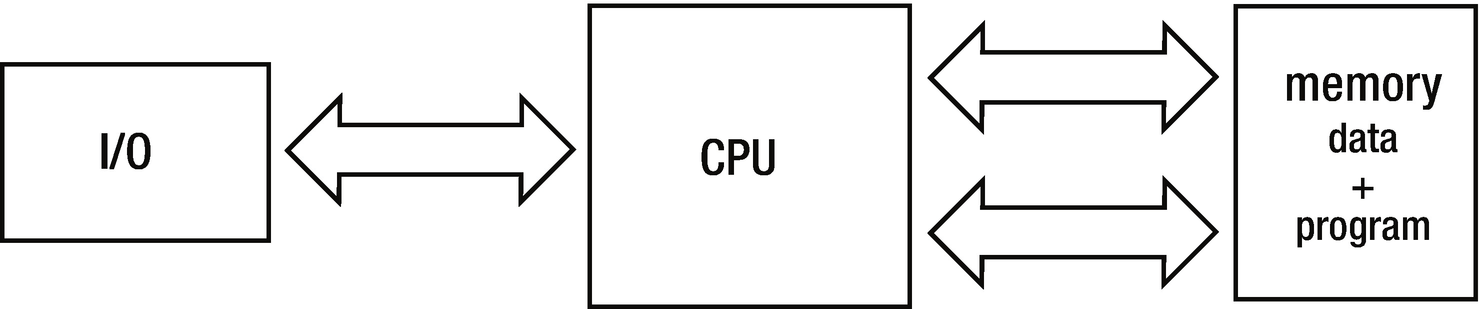 I/O
CPU
memory
data
+
program